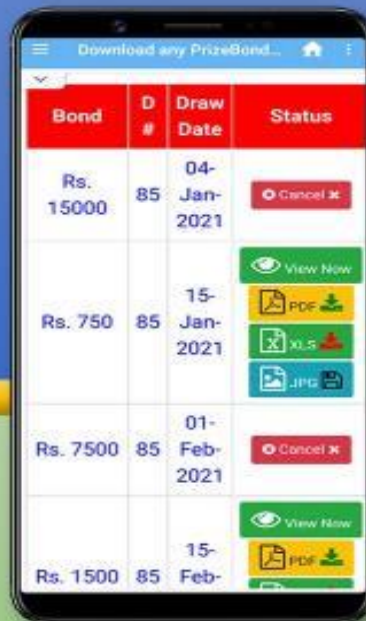 Download any PrizeBond...
Bond
D
#
Draw
Date
Status
Rs.
15000
85
04-
Jan-
2021
Cancel
Rs. 750
85
15-
Jan-
2021
View Now
PDF
XLS
JPG
Rs. 7500
85
01-
Feb-
2021
Cancel
Rs. 1500
85
15-
Feb-
View Now
PDF